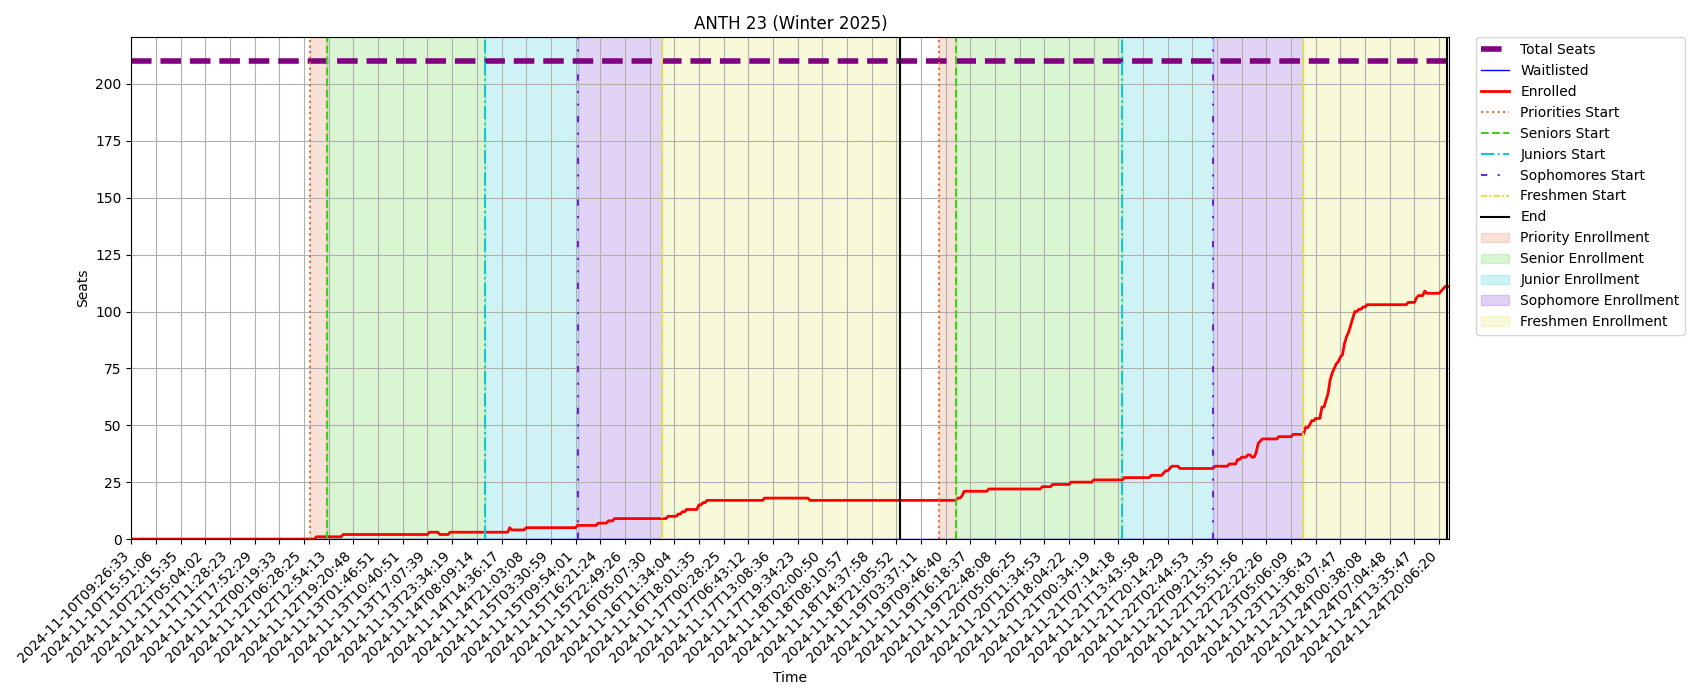 ANTH 23 (Winter 2025)
Seats
200
175
150
125
100
75
50
25
0
2024-11-10T09:26:33
2024-11-10T15:51:06
2024-11-10T22:15:35
2024-11-11T05:04:02
2024-11-11T11:28:23
2024-11-11T17:52:29
2024-11-12T00:19:33
2024-11-12T06:28:25
2024-11-12T12:54:13
2024-11-12T19:20:48
2024-11-13T01:46:51
2024-11-13T10:40:51
2024-11-13T17:07:39
2024-11-13T23:34:19
2024-11-14T08:09:14
2024-11-14T14:36:17
2024-11-14T21:03:08
2024-11-15T03:30:59
2024-11-15T09:54:01
2024-11-15T16:21:24
2024-11-15T22:49:26
2024-11-16T05:07:30
2024-11-16T11:34:04
2024-11-16T18:01:35
2024-11-17T00:28:25
2024-11-17T06:43:12
2024-11-17T13:08:36
2024-11-17T19:34:23
2024-11-18T02:00:50
2024-11-18T08:10:57
2024-11-18T14:37:58
2024-11-18T21:05:52
2024-11-19T03:37:11
2024-11-19T09:46:40
2024-11-19T16:18:37
2024-11-19T22:48:08
2024-11-20T05:06:25
2024-11-20T11:34:53
2024-11-20T18:04:22
2024-11-21T00:34:19
2024-11-21T07:14:18
2024-11-21T13:43:58
2024-11-21T20:14:29
2024-11-22T02:44:53
2024-11-22T09:21:35
2024-11-22T15:51:56
2024-11-22T22:22:26
2024-11-23T05:06:09
2024-11-23T11:36:43
2024-11-23T18:07:47
2024-11-24T00:38:08
2024-11-24T07:04:48
2024-11-24T13:35:47
2024-11-24T20:06:20
Time
Total Seats
Waitlisted
Enrolled
Priorities Start
Seniors Start
Juniors Start
Sophomores Start
Freshmen Start
End
Priority Enrollment
Senior Enrollment
Junior Enrollment
Sophomore Enrollment
Freshmen Enrollment